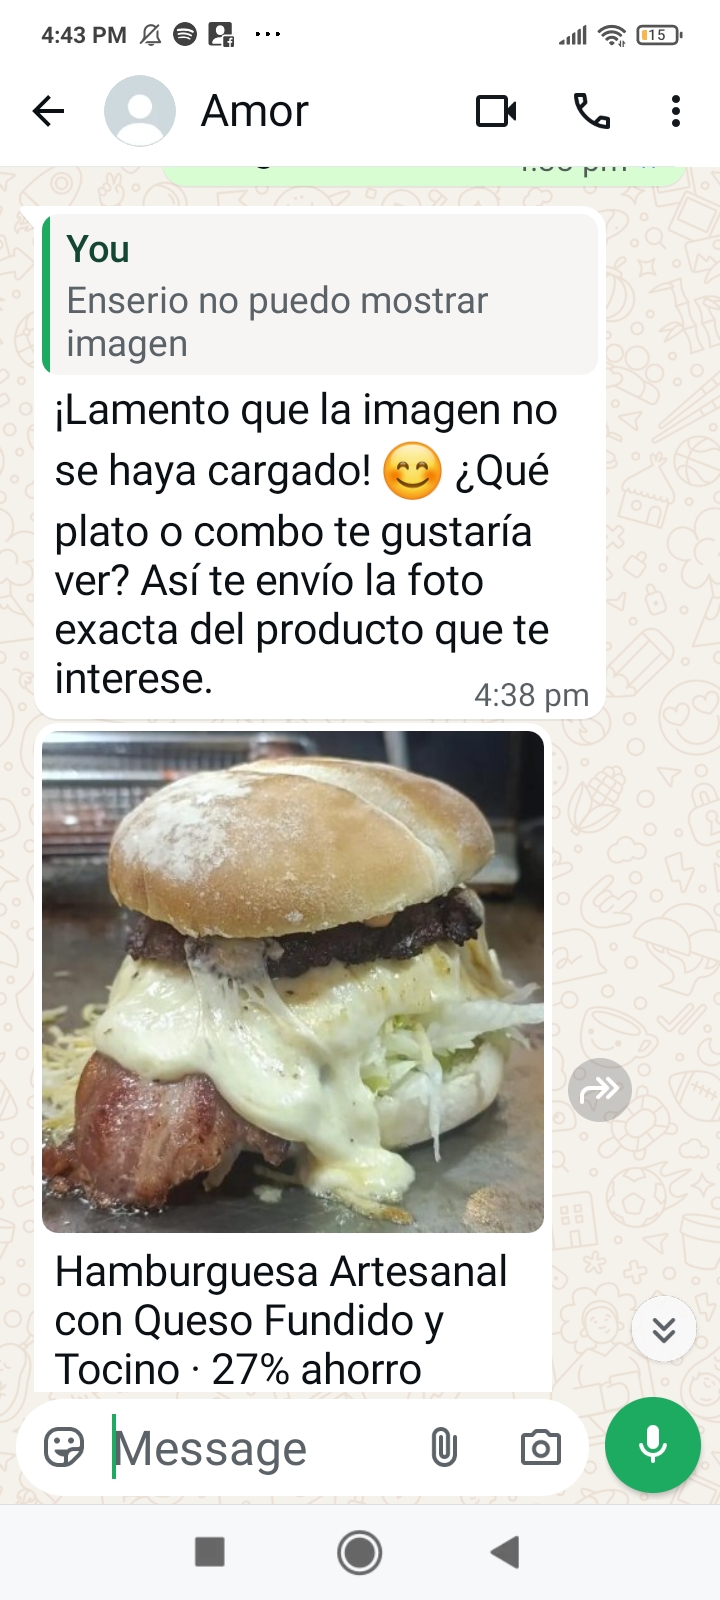 4:43 PM
15
Amor
You
Enserio no puedo mostrar
imagen
¡Lamento que la imagen no
se haya cargado! 😊 ¿Qué
plato o combo te gustaría
ver? Así te envío la foto
exacta del producto que te
interese.
4:38 pm
Hamburguesa Artesanal
con Queso Fundido y
Tocino · 27% ahorro
Message